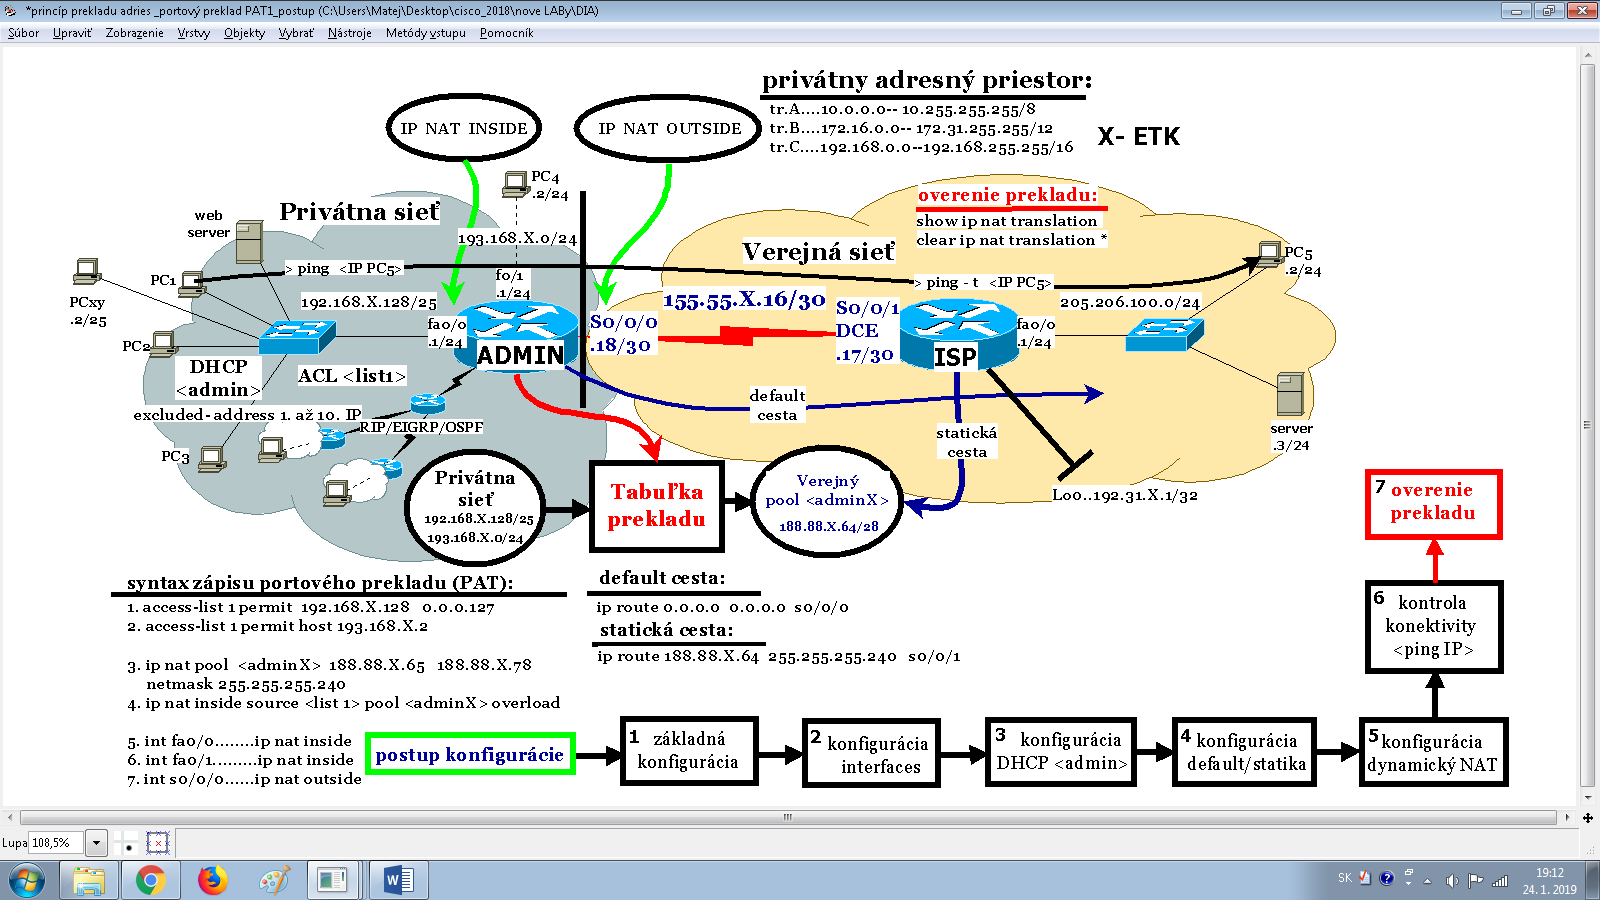 *princíp prekladu adries _portový preklad PAT1_postup (C:\Users\Matej\Desktop\cisco_2018\nove LABy\DIA)
Súbor Upraviť Zobrazenie Vrstvy Objekty Vybrať Nástroje Metódy vstupu Pomocník
privátny adresný priestor:
tr.A....10.0.0.0-- 10.255.255.255/8
tr.B....172.16.0.0-- 172.31.255.255/12
tr.C....192.168.0.0--192.168.255.255/16
X- ETK
IP NAT INSIDE
IP NAT OUTSIDE
PC4
.2/24
Privátna sieť
web
server
193.168.X.0/24
overenie prekladu:
show ip nat translation
clear ip nat translation *
Verejná sieť
PC1
> ping <IP PC5>
fo/1
.1/24
> ping - t <IP PC5>
PC5
.2/24
PCxy
.2/25
192.168.X.128/25
155.55.X.16/30
205.206.100.0/24
fa0/0
.1/24
S0/0/0
.18/30
S0/0/1
DCE
.17/30
fa0/0
.1/24
PC2
ADMIN
ISP
DHCP
<admin>
ACL <list1>
default
cesta
excluded-address 1. až 10. IP
RIP/EIGRP/OSPF
statická
cesta
server
.3/24
PC3
Privátna
sieť
192.168.X.128/25
193.168.X.0/24
Tabuľka
prekladu
Verejný
pool <adminX>
188.88.X.64/28
Loo..192.31.X.1/32
7 overenie
prekladu
syntax zápisu portového prekladu (PAT):
1. access-list 1 permit 192.168.X.128 0.0.0.127
2. access-list 1 permit host 193.168.X.2
3. ip nat pool <adminX> 188.88.X.65 188.88.X.78
netmask 255.255.255.240
4. ip nat inside source <list 1> pool <adminX> overload
5. int fa0/0........ip nat inside
6. int fa0/1.........ip nat inside
7. int s0/0/0......ip nat outside
default cesta:
ip route 0.0.0.0 0.0.0.0 s0/0/0
statická cesta:
ip route 188.88.X.64 255.255.255.240 s0/0/1
6 kontrola
konektivity
<ping IP>
postup konfigurácie
1 základná
konfigurácia
2 konfigurácia
interfaces
3 konfigurácia
DHCP <admin>
4 konfigurácia
default/statika
5 konfigurácia
dynamický NAT
Lupa 108,5%
SK
19:12
24. 1. 2019